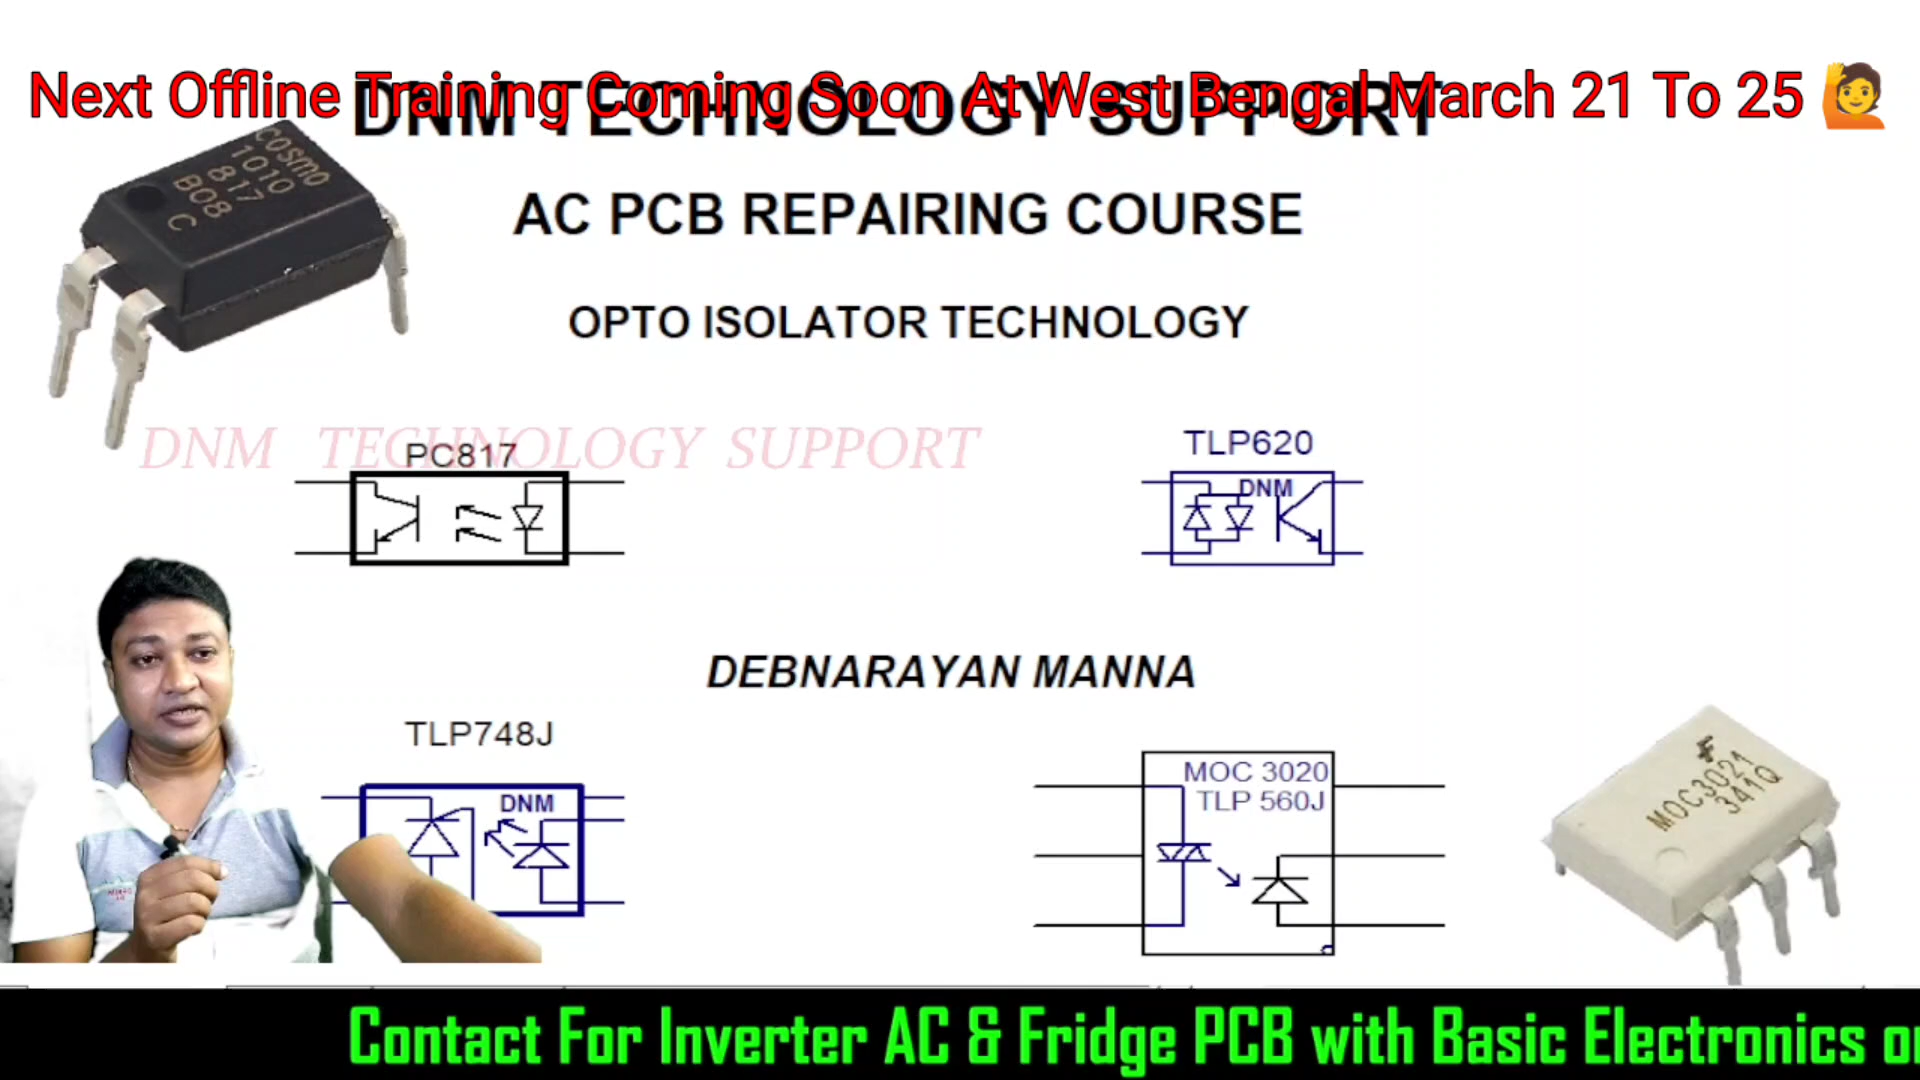 Next Offline Training Coming Soon At West Bengal March 21 To 25
DNM TECHNOLOGY SUPPORT
cosmo
1010
817
B08
C
AC PCB REPAIRING COURSE
OPTO ISOLATOR TECHNOLOGY
DNM TECHNOLOGY SUPPORT
PC817
TLP620
DNM
DEBNARAYAN MANNA
TLP748J
DNM
MOC 3020
TLP 560J
F
MOC3021
341Q
Contact For Inverter AC & Fridge PCB with Basic Electronics